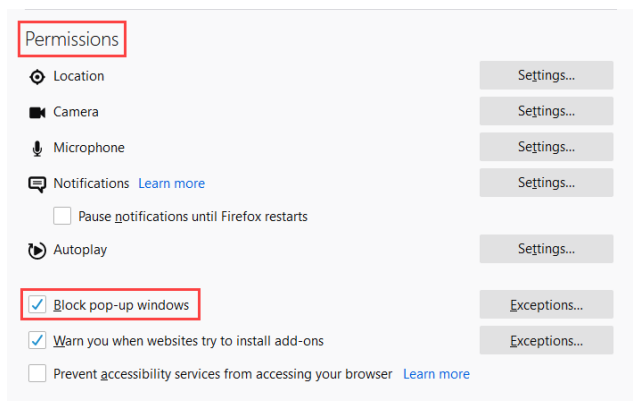 Permissions
Location Settings...
Camera Settings...
Microphone Settings...
Notifications Learn more Settings...
Pause notifications until Firefox restarts
Autoplay Settings...
Block pop-up windows Exceptions...
Warn you when websites try to install add-ons Exceptions...
Prevent accessibility services from accessing your browser Learn more